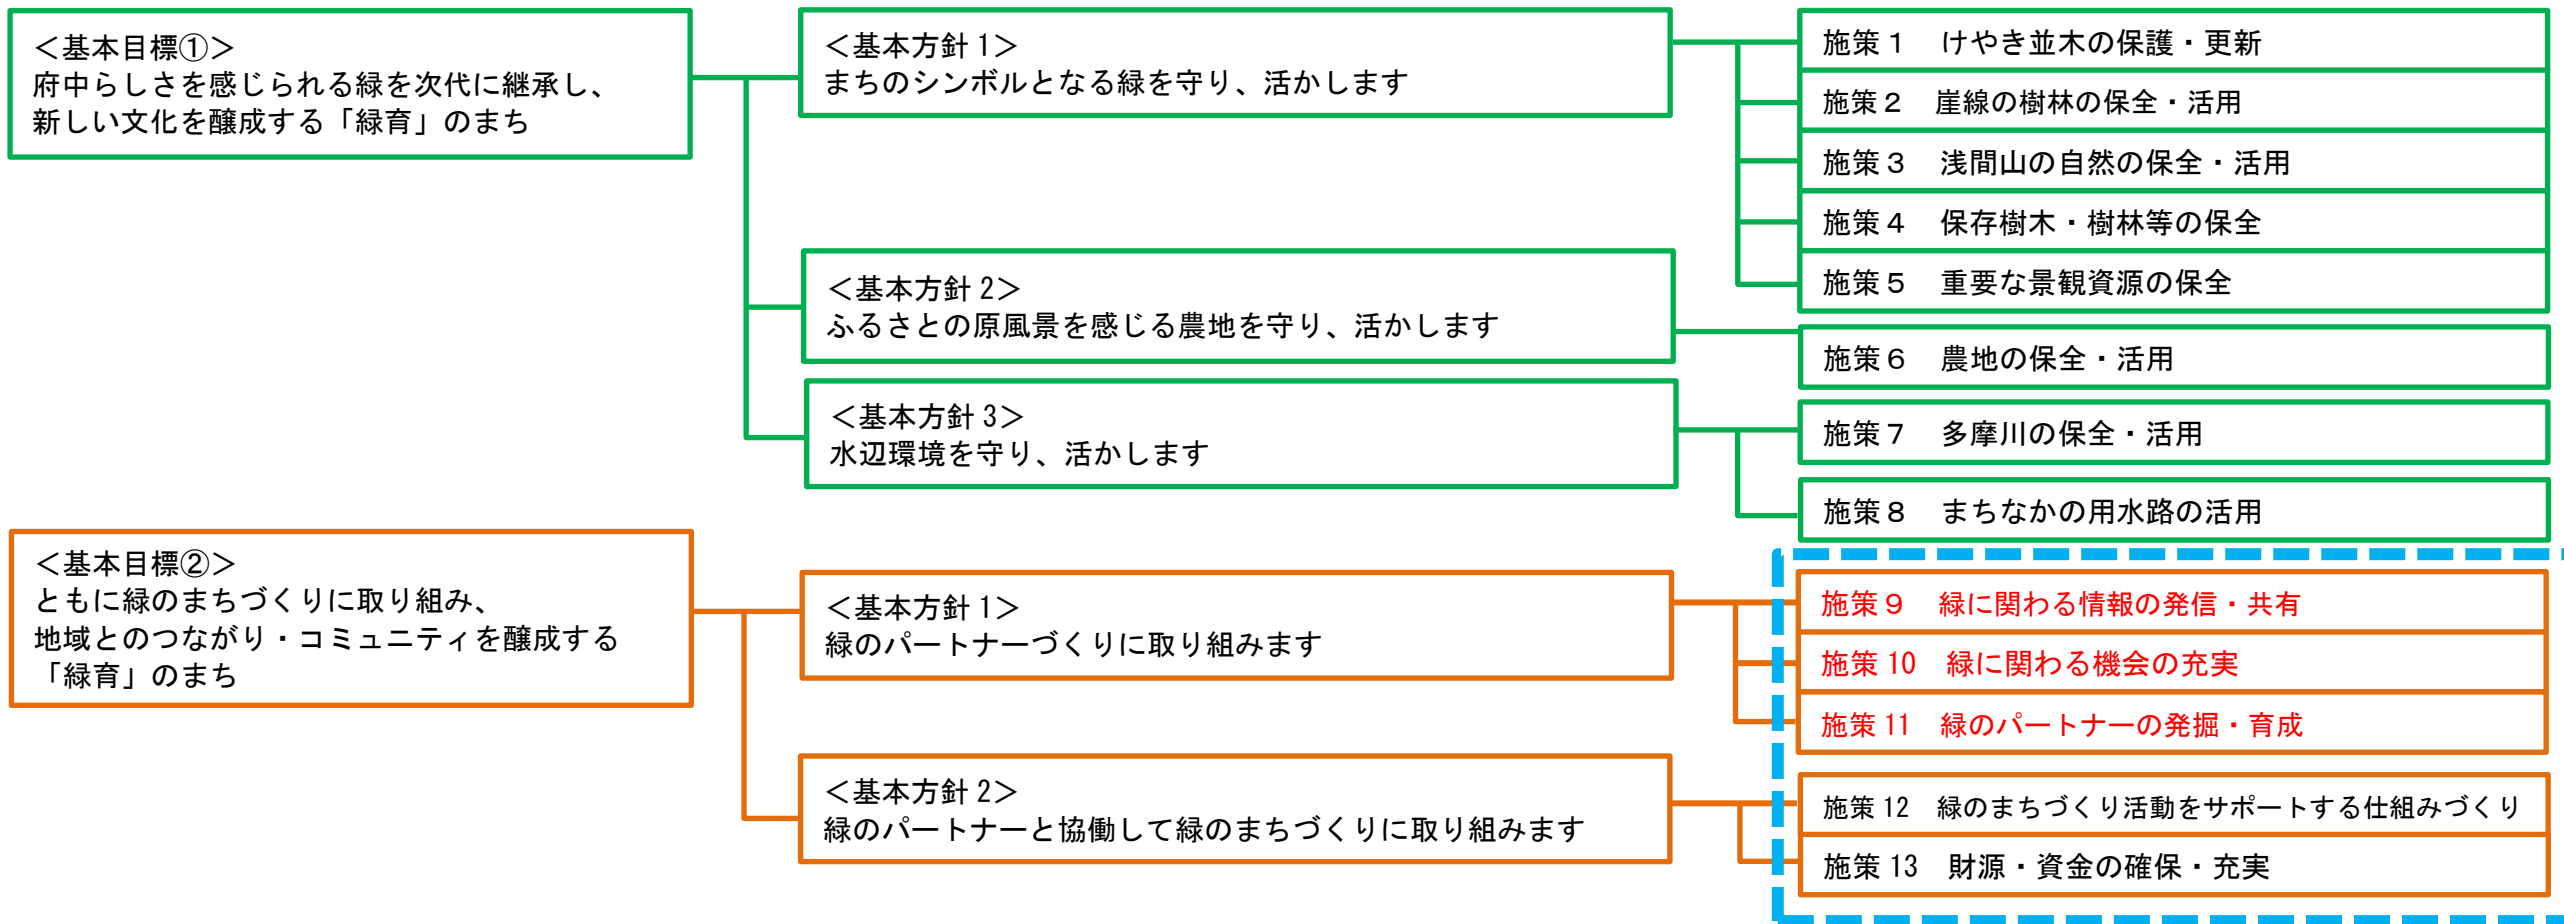 <基本目標①>
府中らしさを感じられる緑を次代に継承し、
新しい文化を醸成する「緑育」のまち
<基本方針 1>
まちのシンボルとなる緑を守り、活かします
施策１　けやき並木の保護・更新
施策２　崖線の樹林の保全・活用
施策３　浅間山の自然の保全・活用
施策４　保存樹木・樹林等の保全
施策５　重要な景観資源の保全
<基本方針 2>
ふるさとの原風景を感じる農地を守り、活かします
施策６　農地の保全・活用
<基本方針 3>
水辺環境を守り、活かします
施策７　多摩川の保全・活用
施策８　まちなかの用水路の活用
<基本目標②>
ともに緑のまちづくりに取り組み、
地域とのつながり・コミュニティを醸成する
「緑育」のまち
<基本方針 1>
緑のパートナーづくりに取り組みます
施策９　緑に関わる情報の発信・共有
施策 10　緑に関わる機会の充実
施策 11　緑のパートナーの発掘・育成
<基本方針 2>
緑のパートナーと協働して緑のまちづくりに取り組みます
施策 12　緑のまちづくり活動をサポートする仕組みづくり
施策 13　財源・資金の確保・充実